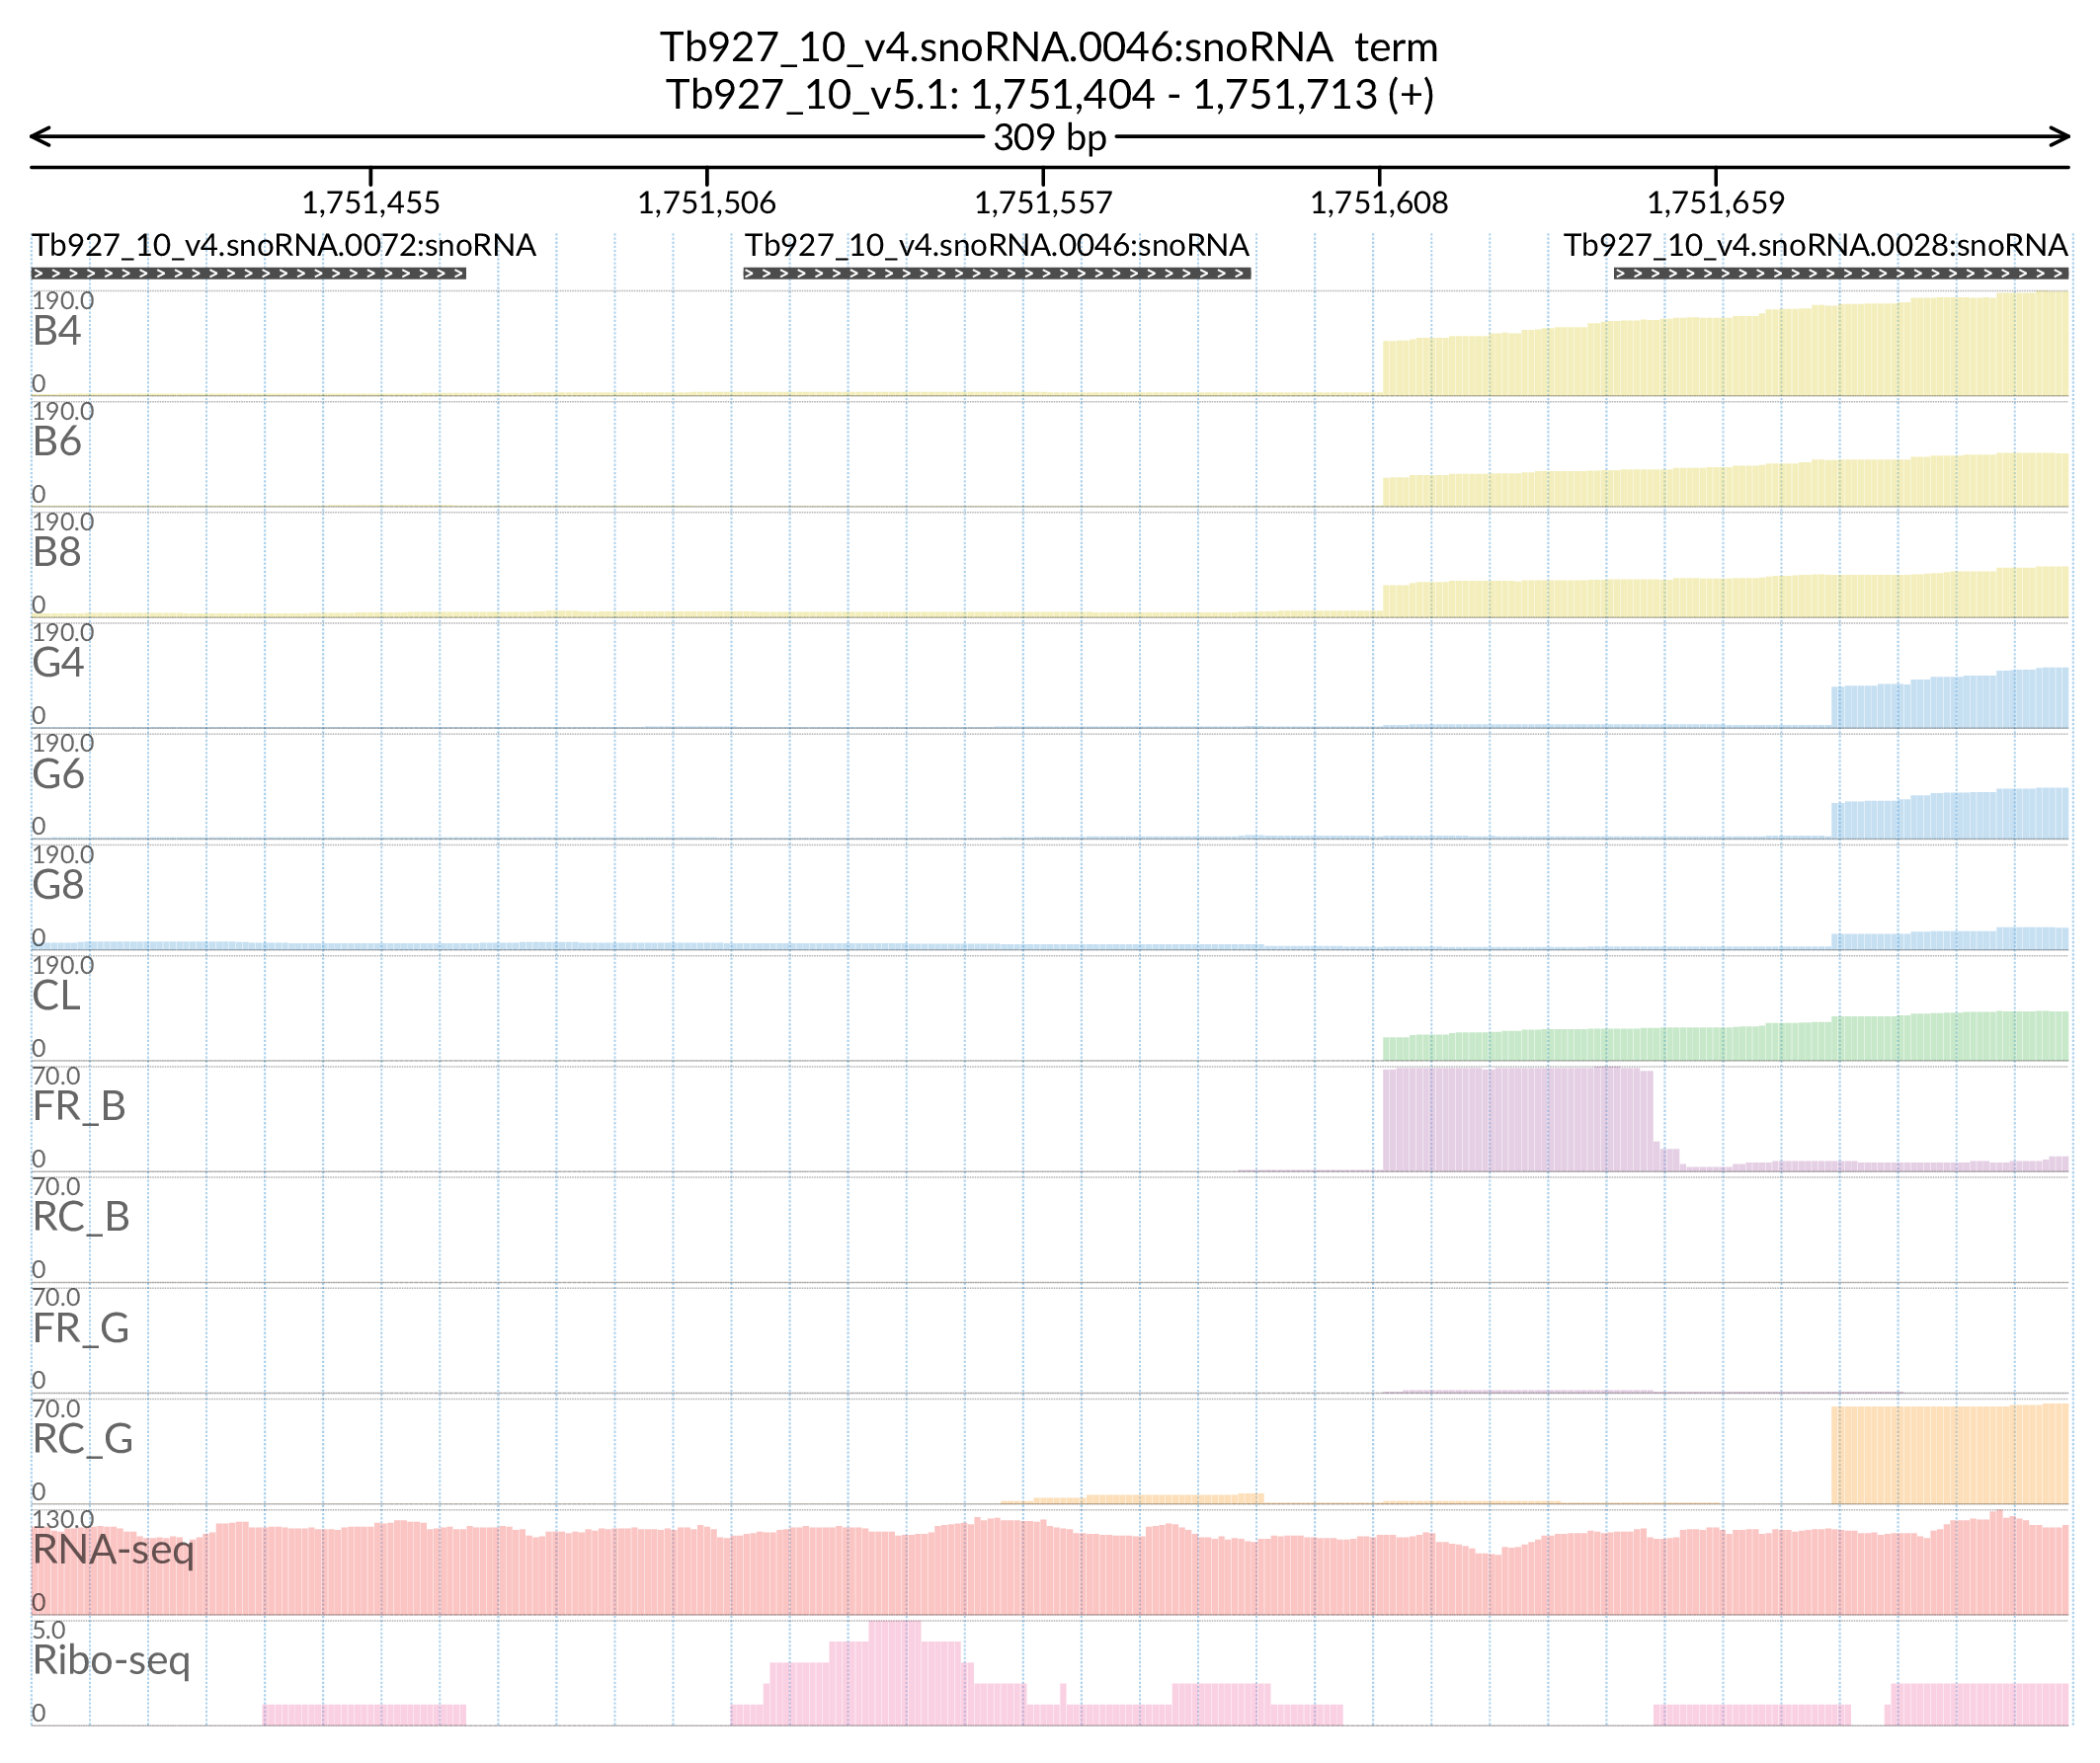 Tb927_10_v4.snoRNA.0046:snoRNA term
Tb927_10_v5.1: 1,751,404 - 1,751,713 (+)
309 bp
1,751,455 1,751,506 1,751,557 1,751,608 1,751,659
Tb927_10_v4.snoRNA.0072:snoRNA Tb927_10_v4.snoRNA.0046:snoRNA Tb927_10_v4.snoRNA.0028:snoRNA
190.0
B4
0
190.0
B6
0
190.0
B8
0
190.0
G4
0
190.0
G6
0
190.0
G8
0
190.0
CL
0
70.0
FR_B
0
70.0
RC_B
0
70.0
FR_G
0
70.0
RC_G
0
130.0
RNA-seq
0
5.0
Ribo-seq
0